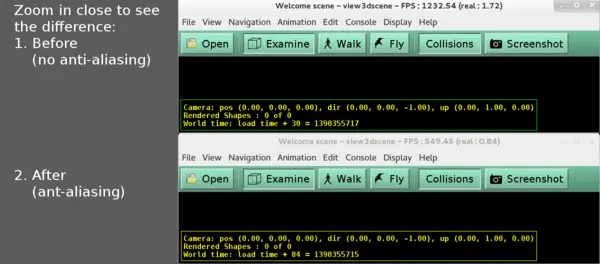 Zoom in close to see
the difference:
1. Before
(no anti-aliasing)
Welcome scene - view3dscene - FPS : 1232.54 (real : 1.72)
File View Navigation Animation Edit Console Display Help
Open Examine Walk Fly Collisions Screenshot
Camera: pos (0.00, 0.00, 0.00), dir (0.00, 0.00, -1.00), up (0.00, 1.00, 0.00)
Rendered Shapes : 0 of 0
World time: load time + 30 = 1390355717
2. After
(ant-aliasing)
Welcome scene - view3dscene - FPS : 549.45 (real : 0.84)
File View Navigation Animation Edit Console Display Help
Open Examine Walk Fly Collisions Screenshot
Camera: pos (0.00, 0.00, 0.00), dir (0.00, 0.00, -1.00), up (0.00, 1.00, 0.00)
Rendered Shapes : 0 of 0
World time: load time + 84 = 1390355715